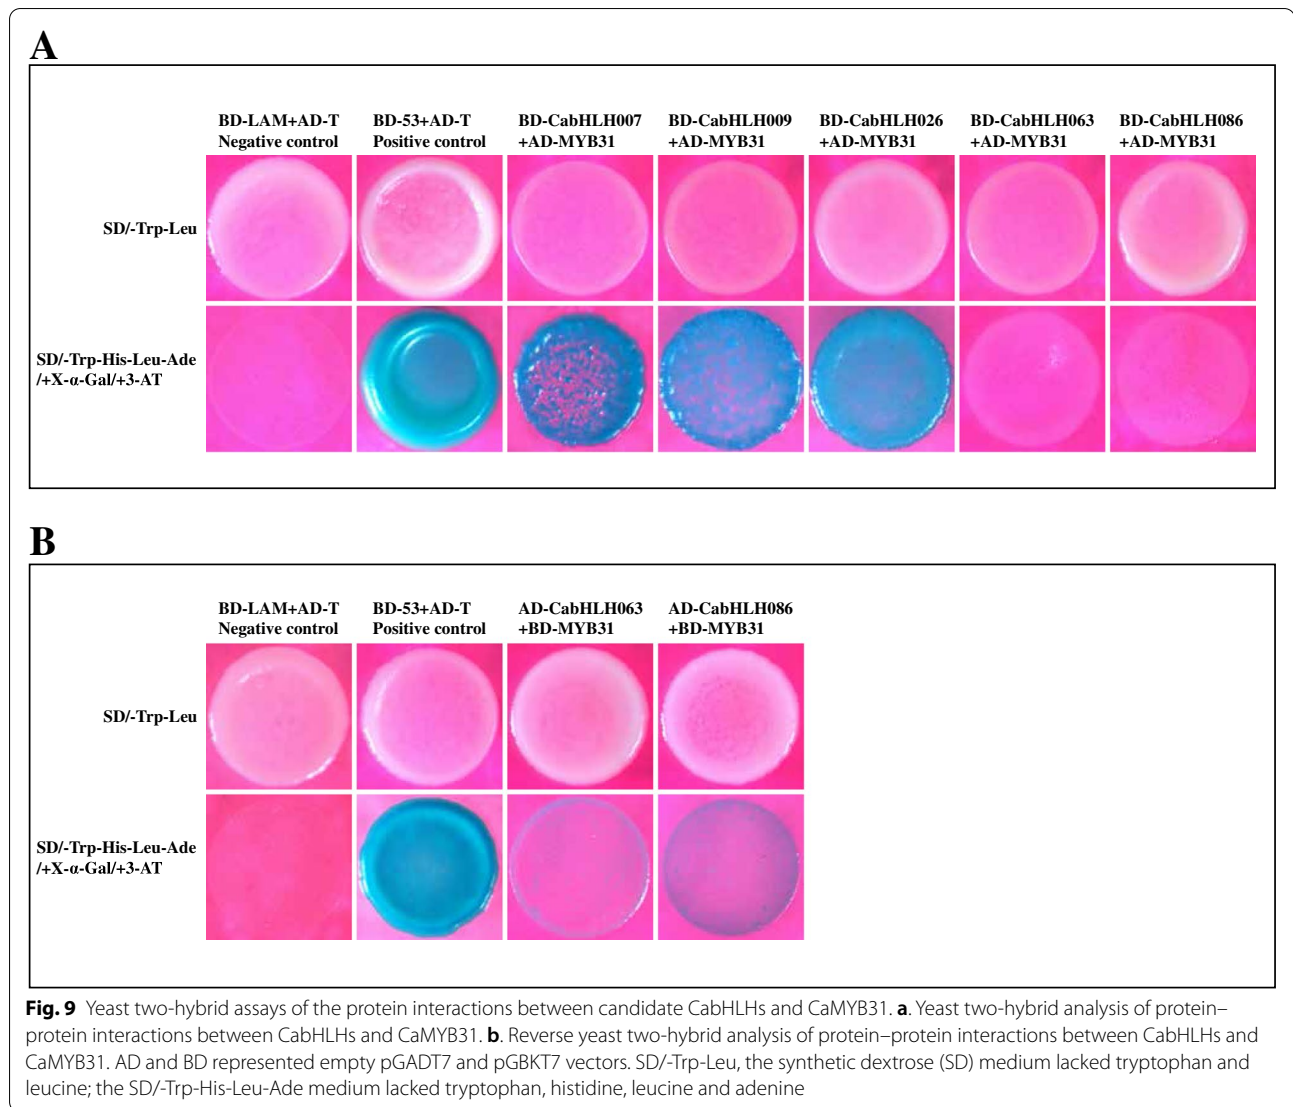 A
BD-LAM+AD-T BD-53+AD-T BD-CabHLH007 BD-CabHLH009 BD-CabHLH026 BD-CabHLH063 BD-CabHLH086
Negative control Positive control +AD-MYB31 +AD-MYB31 +AD-MYB31 +AD-MYB31 +AD-MYB31
SD/-Trp-Leu
SD/-Trp-His-Leu-Ade
/+X-α-Gal/+3-AT
B
BD-LAM+AD-T BD-53+AD-T AD-CabHLH063 AD-CabHLH086
Negative control Positive control +BD-MYB31 +BD-MYB31
SD/-Trp-Leu
SD/-Trp-His-Leu-Ade
/+X-α-Gal/+3-AT
Fig. 9 Yeast two-hybrid assays of the protein interactions between candidate CabHLHs and CaMYB31. a. Yeast two-hybrid analysis of protein–
protein interactions between CabHLHs and CaMYB31. b. Reverse yeast two-hybrid analysis of protein–protein interactions between CabHLHs and
CaMYB31. AD and BD represented empty pGADT7 and pGBKT7 vectors. SD/-Trp-Leu, the synthetic dextrose (SD) medium lacked tryptophan and
leucine; the SD/-Trp-His-Leu-Ade medium lacked tryptophan, histidine, leucine and adenine